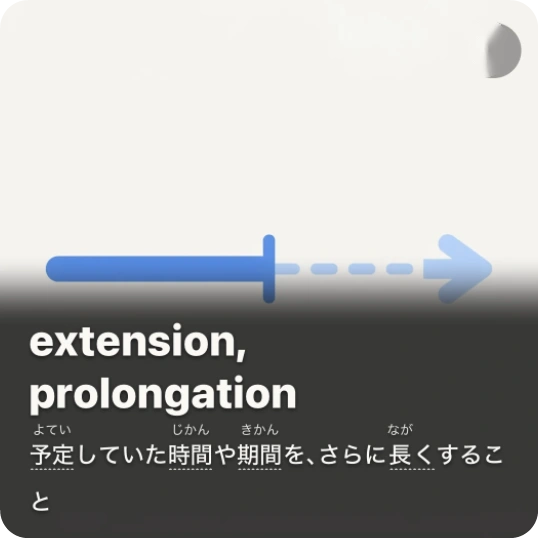 extension,
prolongation
よてい じかん きかん なが
予定していた時間や期間を、さらに長くするこ
と